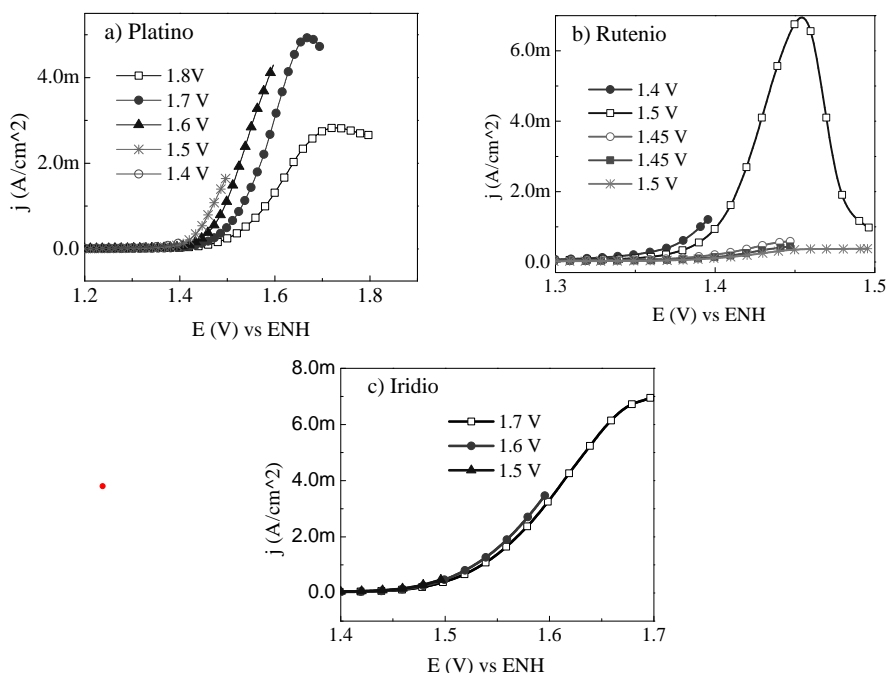 a) Platino
1.8V
1.7 V
1.6 V
1.5 V
1.4 V
j (A/cm^2)
4.0m
2.0m
0.0
1.2 1.4 1.6 1.8
E (V) vs ENH
b) Rutenio
1.4 V
1.5 V
1.45 V
1.45 V
1.5 V
j (A/cm^2)
6.0m
4.0m
2.0m
0.0
1.3 1.4 1.5
E (V) vs ENH
c) Iridio
1.7 V
1.6 V
1.5 V
j (A/cm^2)
8.0m
6.0m
4.0m
2.0m
0.0
1.4 1.5 1.6 1.7
E (V) vs ENH